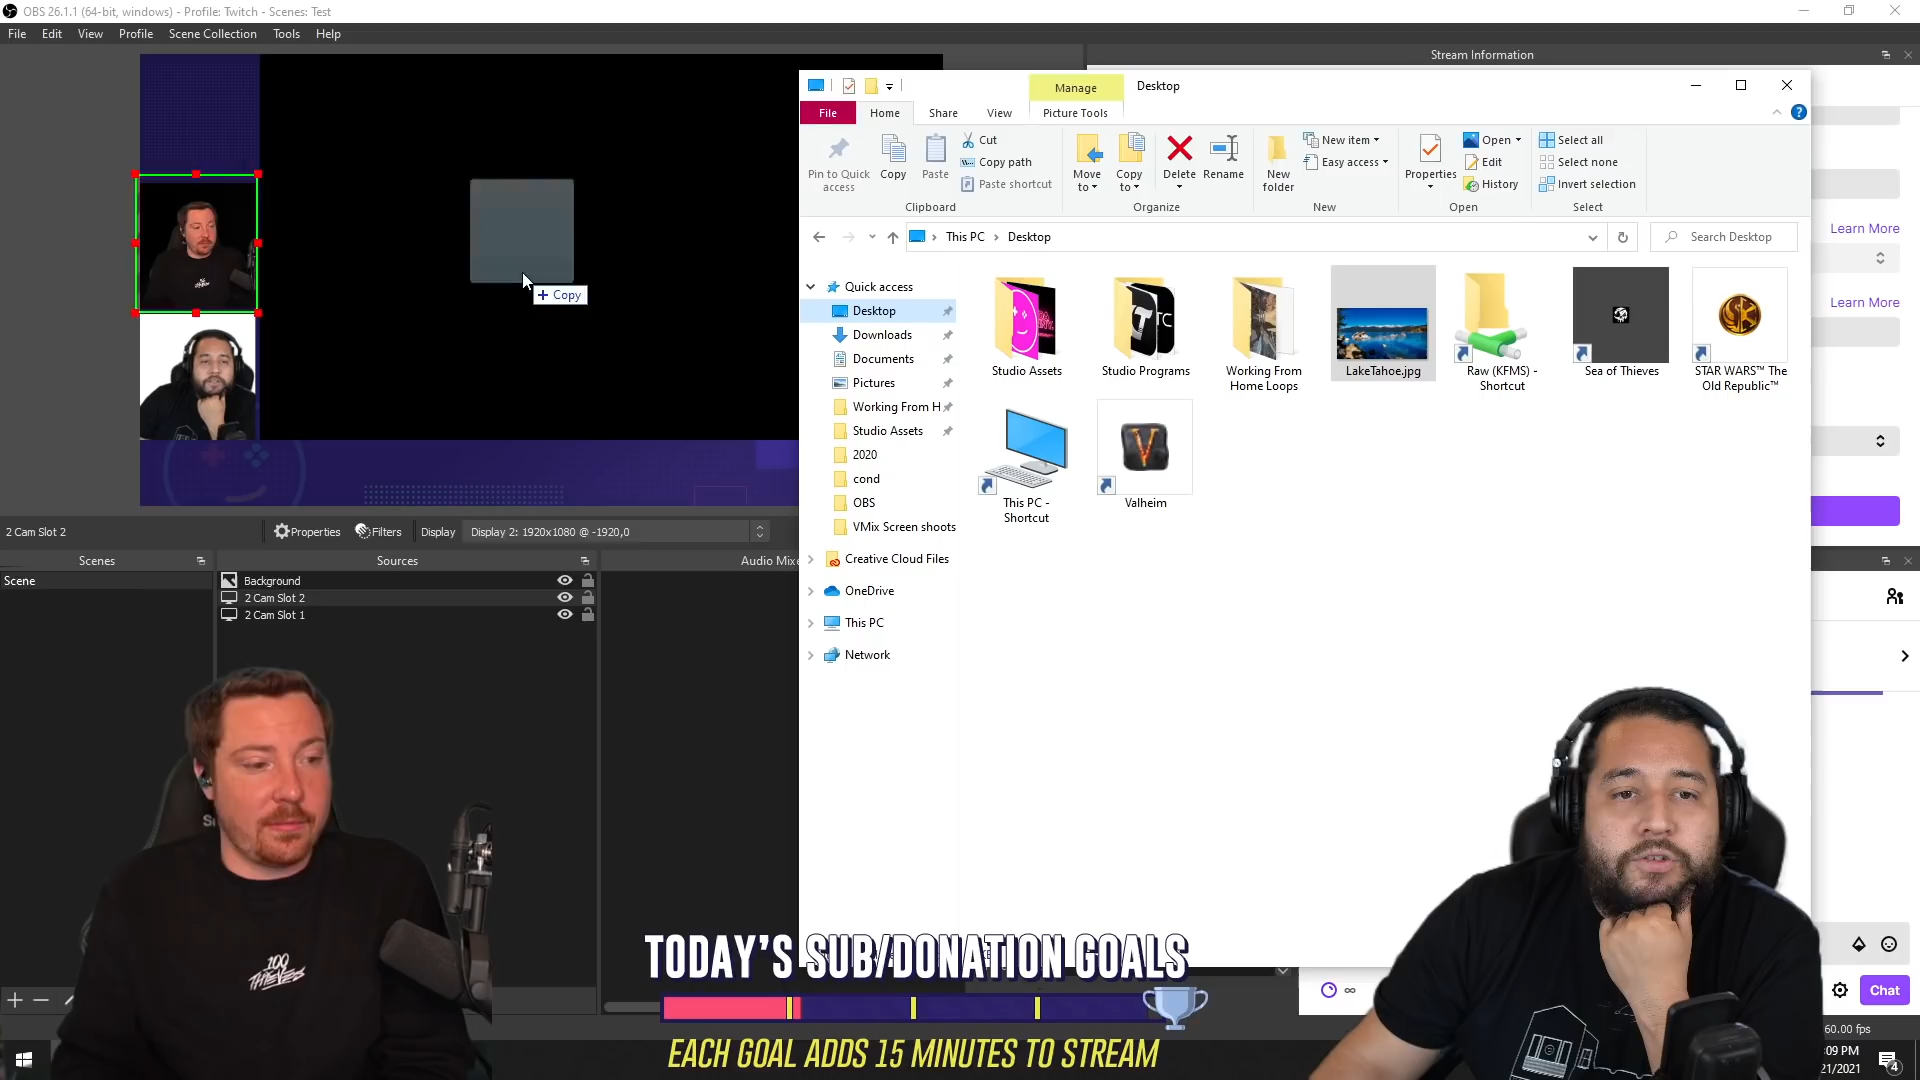 OBS 26.1.1 (64-bit, windows) - Profile: Twitch - Scenes: Test
File Edit View Profile Scene Collection Tools Help
Stream Information
Manage Desktop
File Home Share View Picture Tools
Pin to Quick access
Copy
Paste
Cut
Copy path
Paste shortcut
Clipboard
Move to
Copy to
Delete
Rename
Organize
New folder
New item
Easy access
New
Properties
Open
Edit
History
Open
Select all
Select none
Invert selection
Select
This PC > Desktop
Search Desktop
Learn More
Learn More
+ Copy
Quick access
Desktop
Downloads
Documents
Pictures
Working From H
Studio Assets
2020
cond
OBS
VMix Screen shoots
Creative Cloud Files
OneDrive
This PC
Network
Studio Assets
Studio Programs
Working From Home Loops
LakeTahoe.jpg
Raw (KFMS) - Shortcut
Sea of Thieves
STAR WARS™ The Old Republic™
This PC - Shortcut
Valheim
2 Cam Slot 2
Properties
Filters
Display
Display 2: 1920x1080 @ -1920,0
Scenes
Sources
Audio Mixe
Scene
Background
2 Cam Slot 2
2 Cam Slot 1
100
THIEVES
TODAY'S SUB/DONATION GOALS
EACH GOAL ADDS 15 MINUTES TO STREAM
Chat
60.00 fps
:09 PM
21/2021
4